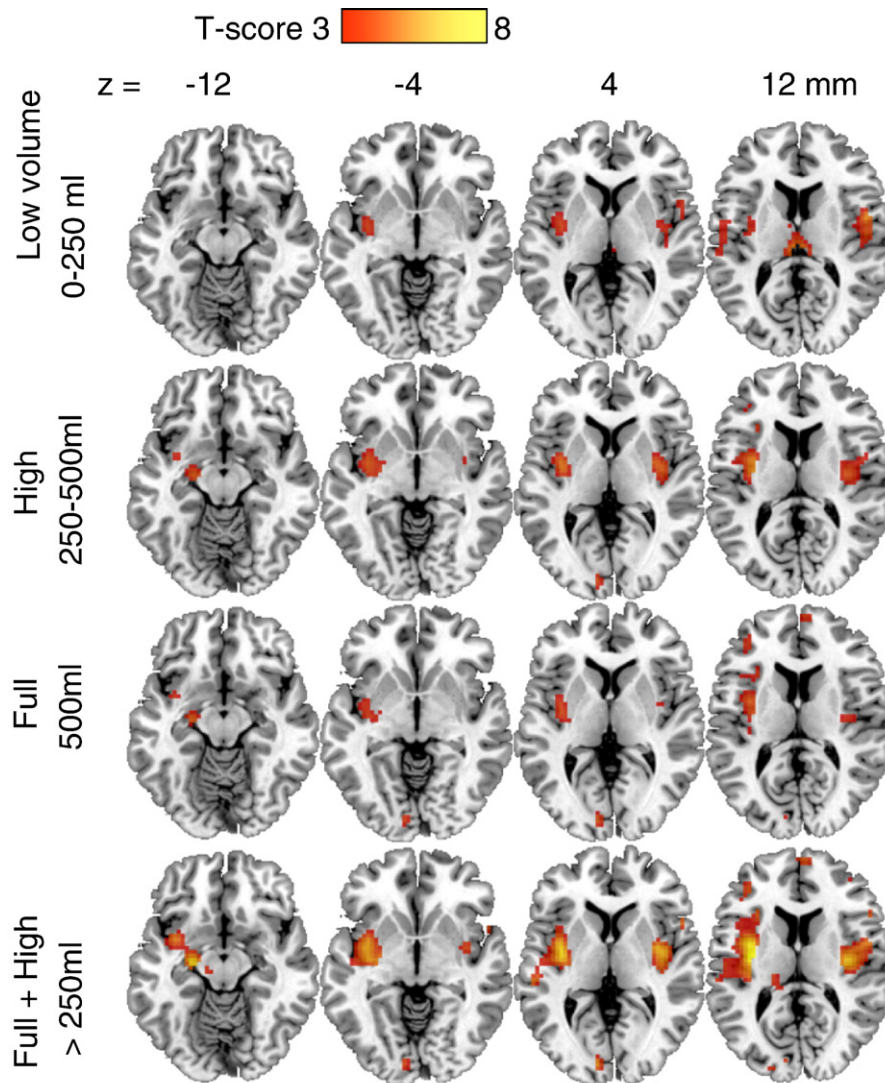 T-score 3 8
z = -12 -4 4 12 mm
Low volume
0-250 ml
High
250-500ml
Full
500ml
Full + High
> 250ml